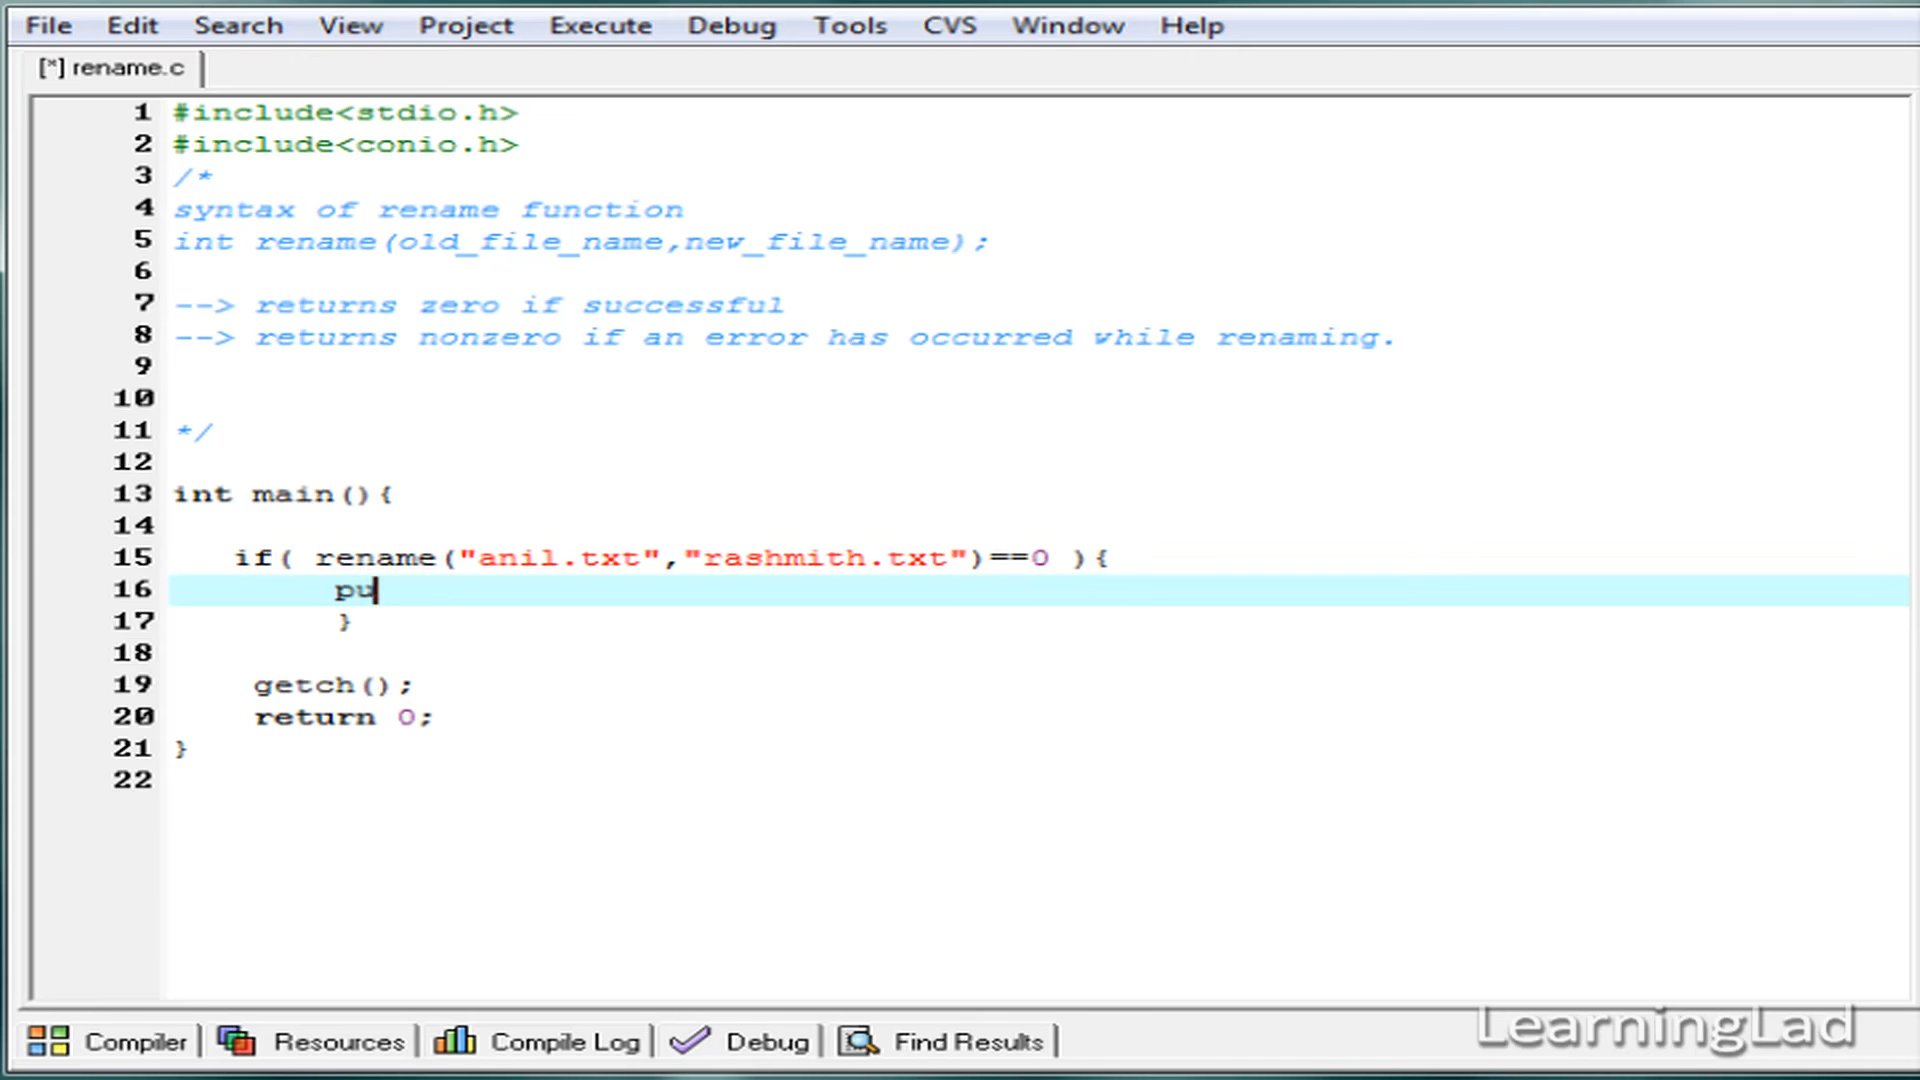 File Edit Search View Project Execute Debug Tools CVS Window Help
[*] rename.c
1 #include<stdio.h>
2 #include<conio.h>
3 /*
4 syntax of rename function
5 int rename(old_file_name,new_file_name);
6
7 --> returns zero if successful
8 --> returns nonzero if an error has occurred while renaming.
9
10
11 */
12
13 int main(){
14
15 if( rename("anil.txt","rashmith.txt")==0 ){
16 pu
17 }
18
19 getch();
20 return 0;
21 }
22
LearningLad
Compiler Resources Compile Log Debug Find Results